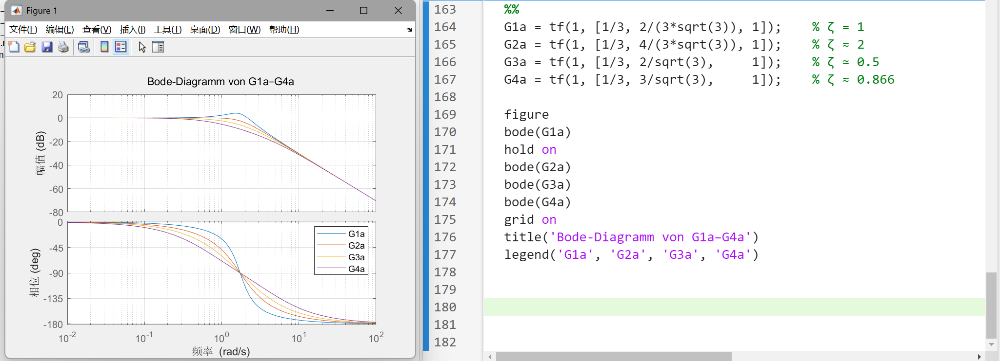 Figure 1
文件(F) 编辑(E) 查看(V) 插入(I) 工具(T) 桌面(D) 窗口(W) 帮助(H)
Bode-Diagramm von G1a–G4a
20
0
-20
-40
-60
-80
幅值 (dB)
0
-45
-90
-135
-180
相位 (deg)
G1a
G2a
G3a
G4a
10^-2 10^-1 10^0 10^1 10^2
频率 (rad/s)
163 %%
164 G1a = tf(1, [1/3, 2/(3*sqrt(3)), 1]); % ζ = 1
165 G2a = tf(1, [1/3, 4/(3*sqrt(3)), 1]); % ζ ≈ 2
166 G3a = tf(1, [1/3, 2/sqrt(3), 1]); % ζ ≈ 0.5
167 G4a = tf(1, [1/3, 3/sqrt(3), 1]); % ζ ≈ 0.866
168
169 figure
170 bode(G1a)
171 hold on
172 bode(G2a)
173 bode(G3a)
174 bode(G4a)
175 grid on
176 title('Bode-Diagramm von G1a–G4a')
177 legend('G1a', 'G2a', 'G3a', 'G4a')
178
179
180
181
182